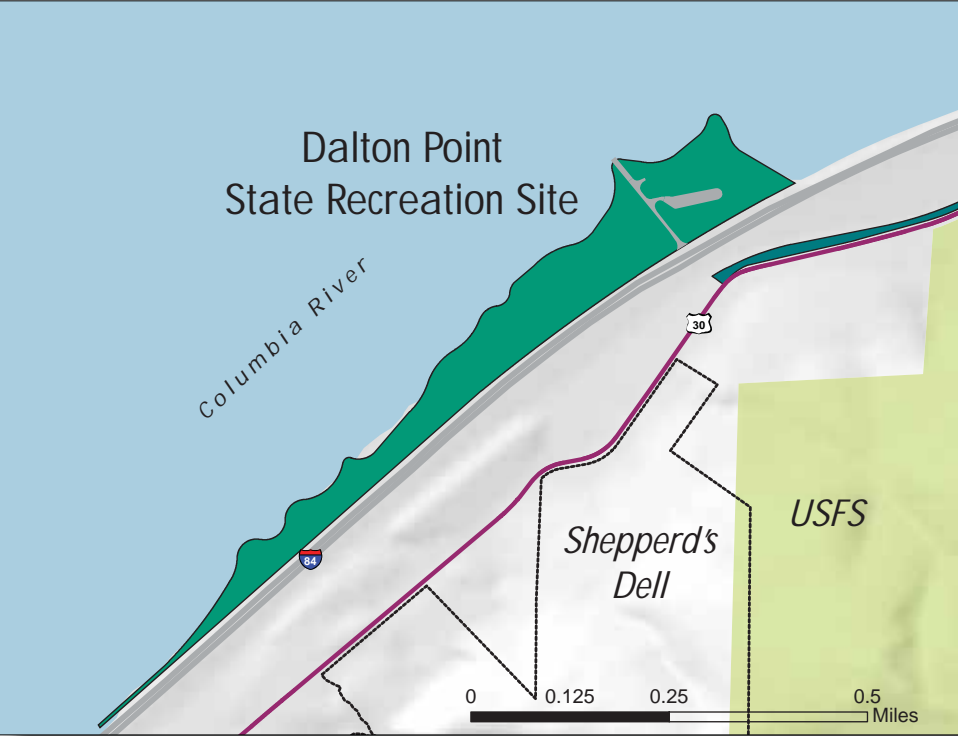 Dalton Point
State Recreation Site
Columbia River
30
USFS
Shepperd's
Dell
84
0 0.125 0.25 0.5
Miles